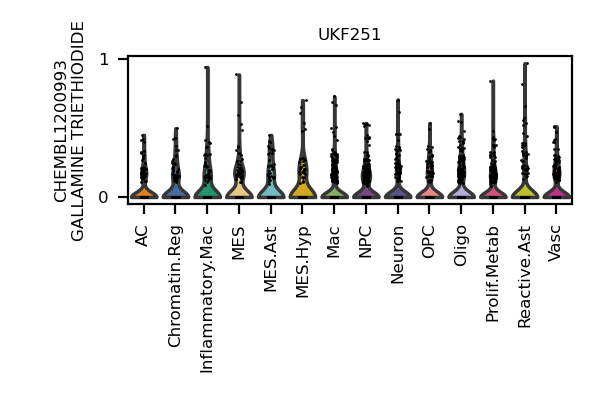 UKF251
CHEMBL1200993
GALLAMINE TRIETHIODIDE
1
0
AC
Chromatin.Reg
Inflammatory.Mac
MES
MES.Ast
MES.Hyp
Mac
NPC
Neuron
OPC
Oligo
Prolif.Metab
Reactive.Ast
Vasc